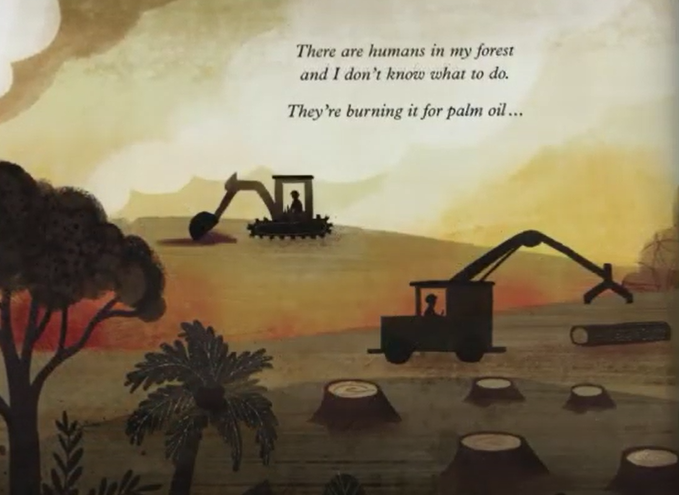 There are humans in my forest
and I don't know what to do.
They're burning it for palm oil...